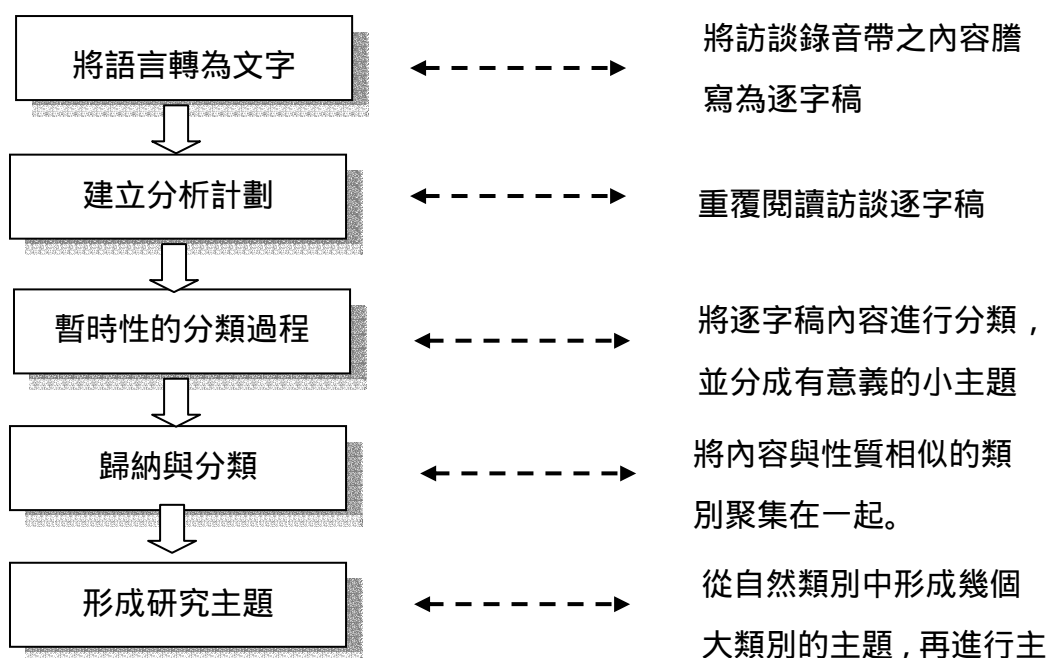 將語言轉為文字
將訪談錄音帶之內容謄
寫為逐字稿
建立分析計劃
重覆閱讀訪談逐字稿
暫時性的分類過程
將逐字稿內容進行分類，
並分成有意義的小主題
歸納與分類
將內容與性質相似的類
別聚集在一起。
形成研究主題
從自然類別中形成幾個
大類別的主題，再進行主